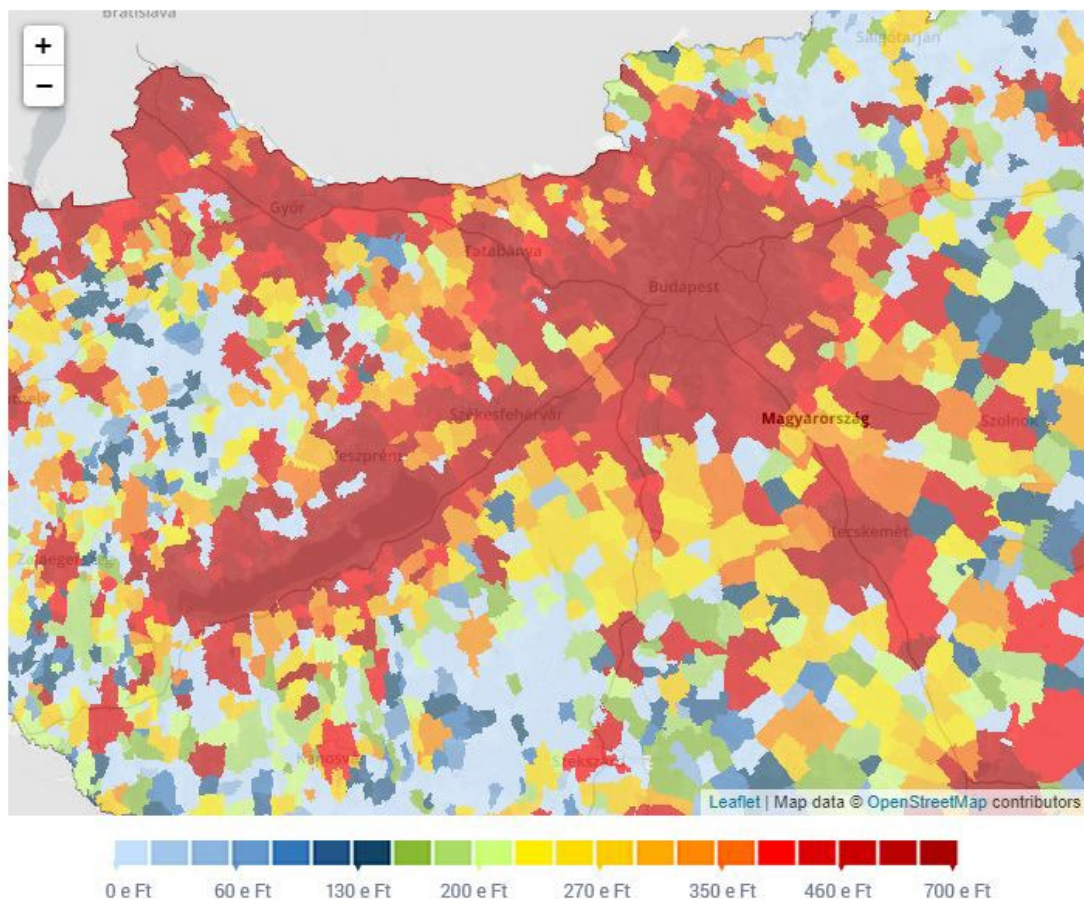 Bratislava
+
Salgótarján
−
Győr
Tatabánya
Budapest
Székesfehérvár
Magyarország
Szolnok
Veszprém
Kecskemét
Zalaegerszeg
Kaposvár
Szekszárd
Leaflet | Map data © OpenStreetMap contributors
0 e Ft 60 e Ft 130 e Ft 200 e Ft 270 e Ft 350 e Ft 460 e Ft 700 e Ft